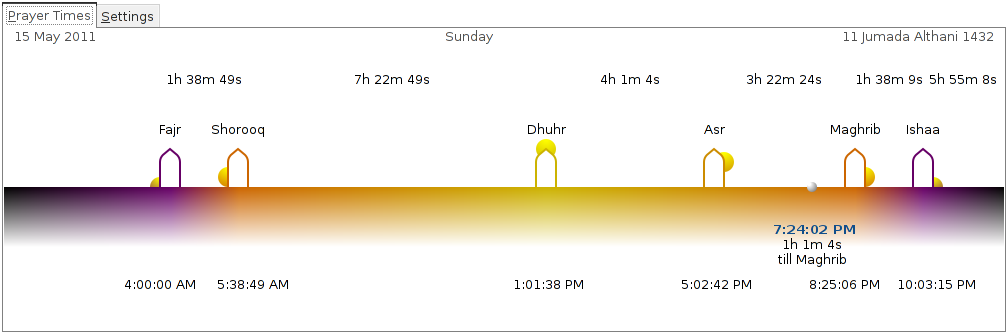 Prayer Times Settings
15 May 2011 Sunday 11 Jumada Althani 1432
1h 38m 49s 7h 22m 49s 4h 1m 4s 3h 22m 24s 1h 38m 9s 5h 55m 8s
Fajr Shorooq Dhuhr Asr Maghrib Ishaa
7:24:02 PM
1h 1m 4s
till Maghrib
4:00:00 AM 5:38:49 AM 1:01:38 PM 5:02:42 PM 8:25:06 PM 10:03:15 PM